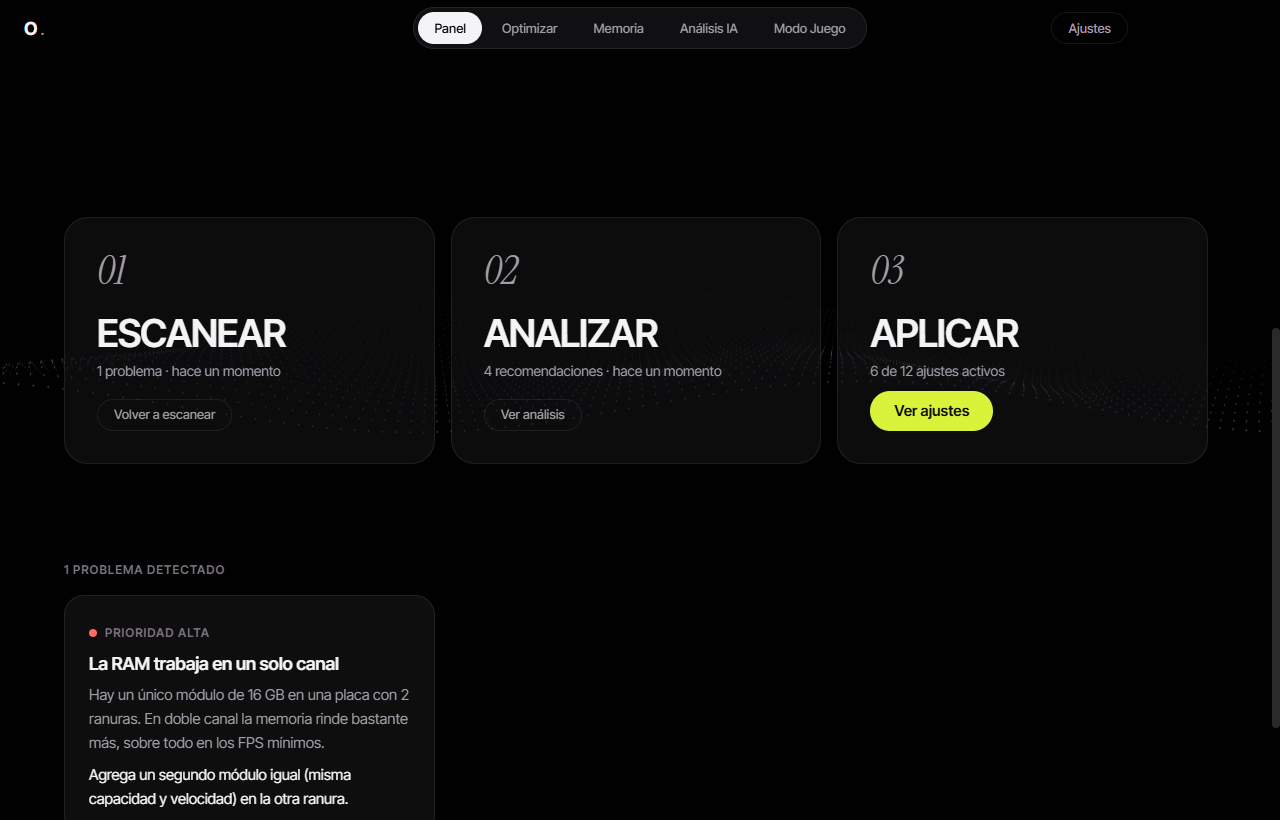 O.
Panel
Optimizar
Memoria
Análisis IA
Modo Juego
Ajustes
01
ESCANEAR
1 problema · hace un momento
Volver a escanear
02
ANALIZAR
4 recomendaciones · hace un momento
Ver análisis
03
APLICAR
6 de 12 ajustes activos
Ver ajustes
1 PROBLEMA DETECTADO
PRIORIDAD ALTA
La RAM trabaja en un solo canal
Hay un único módulo de 16 GB en una placa con 2
ranuras. En doble canal la memoria rinde bastante
más, sobre todo en los FPS mínimos.
Agrega un segundo módulo igual (misma
capacidad y velocidad) en la otra ranura.